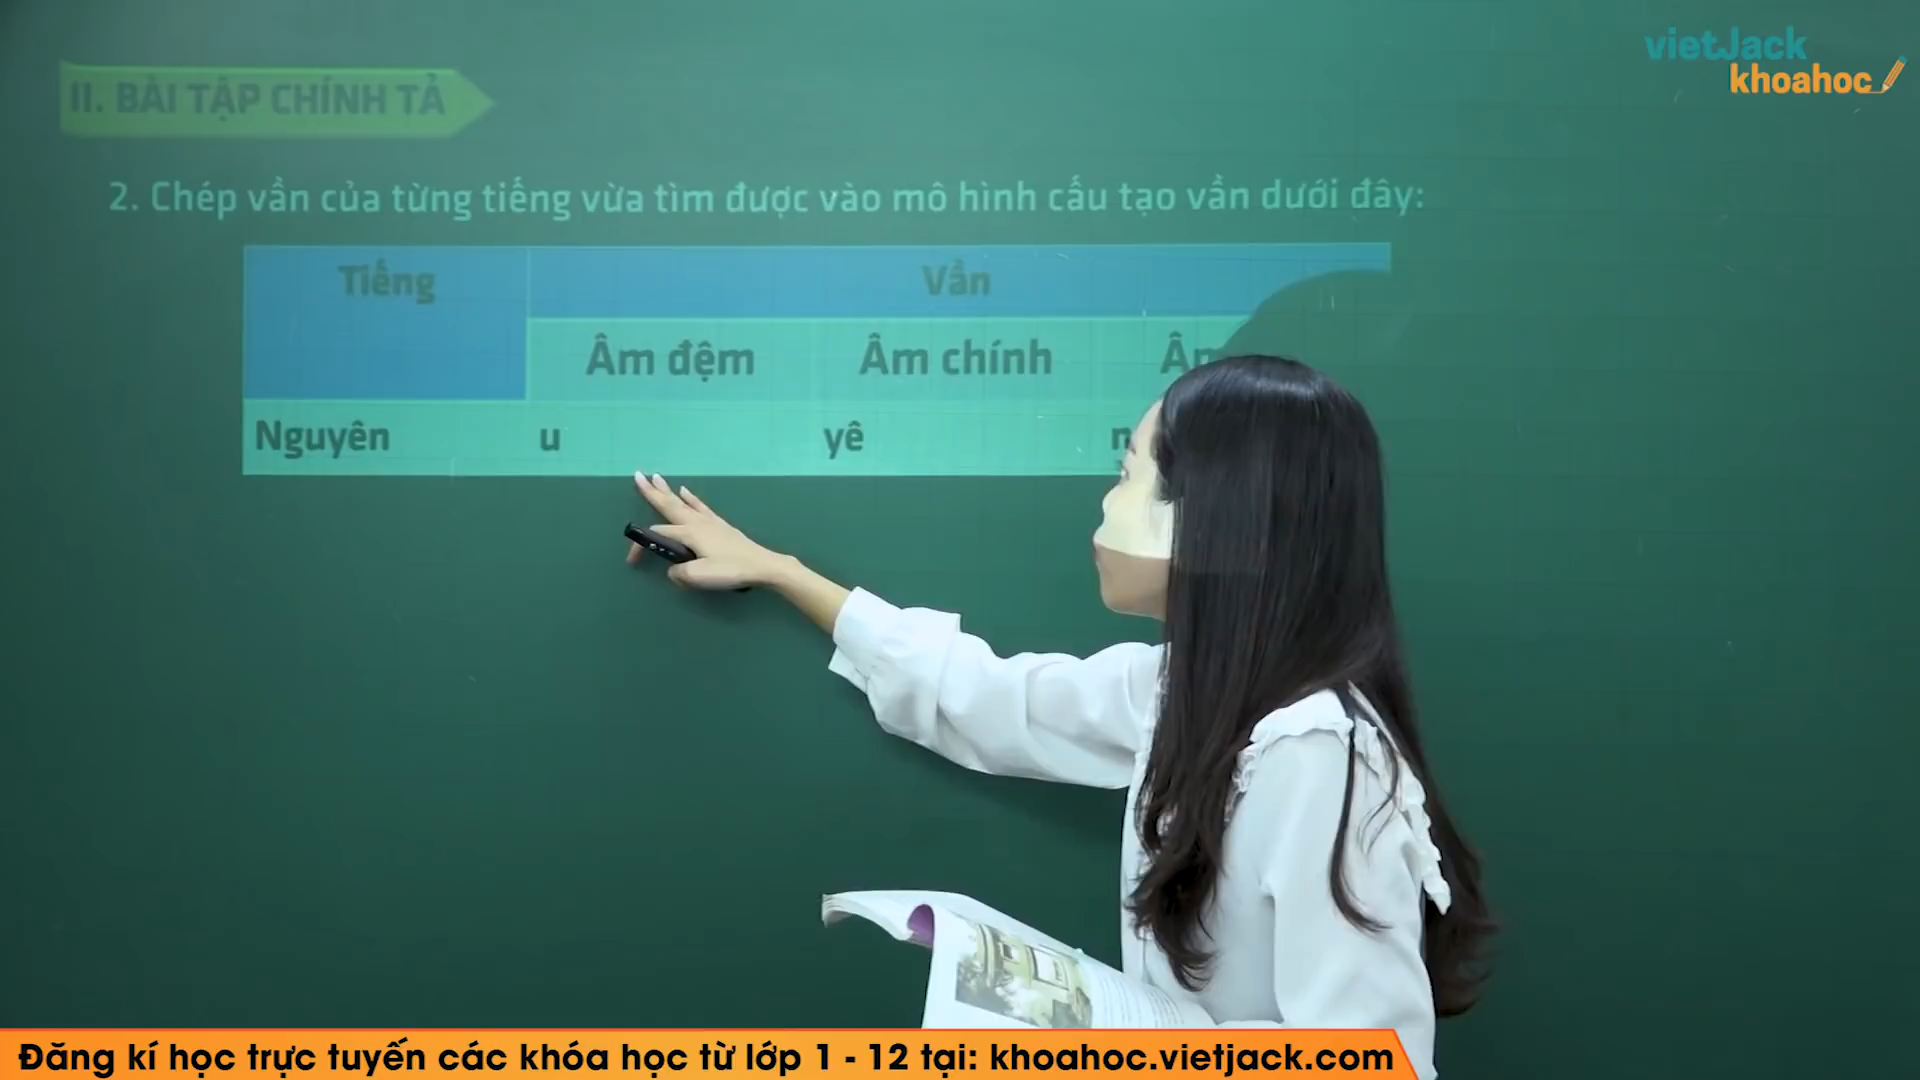 vietJack
khoahoc
II. BÀI TẬP CHÍNH TẢ
2. Chép vần của từng tiếng vừa tìm được vào mô hình cấu tạo vần dưới đây:
Tiếng Vần
Âm đệm Âm chính
Nguyên u yê
Đăng kí học trực tuyến các khóa học từ lớp 1 - 12 tại: khoahoc.vietjack.com